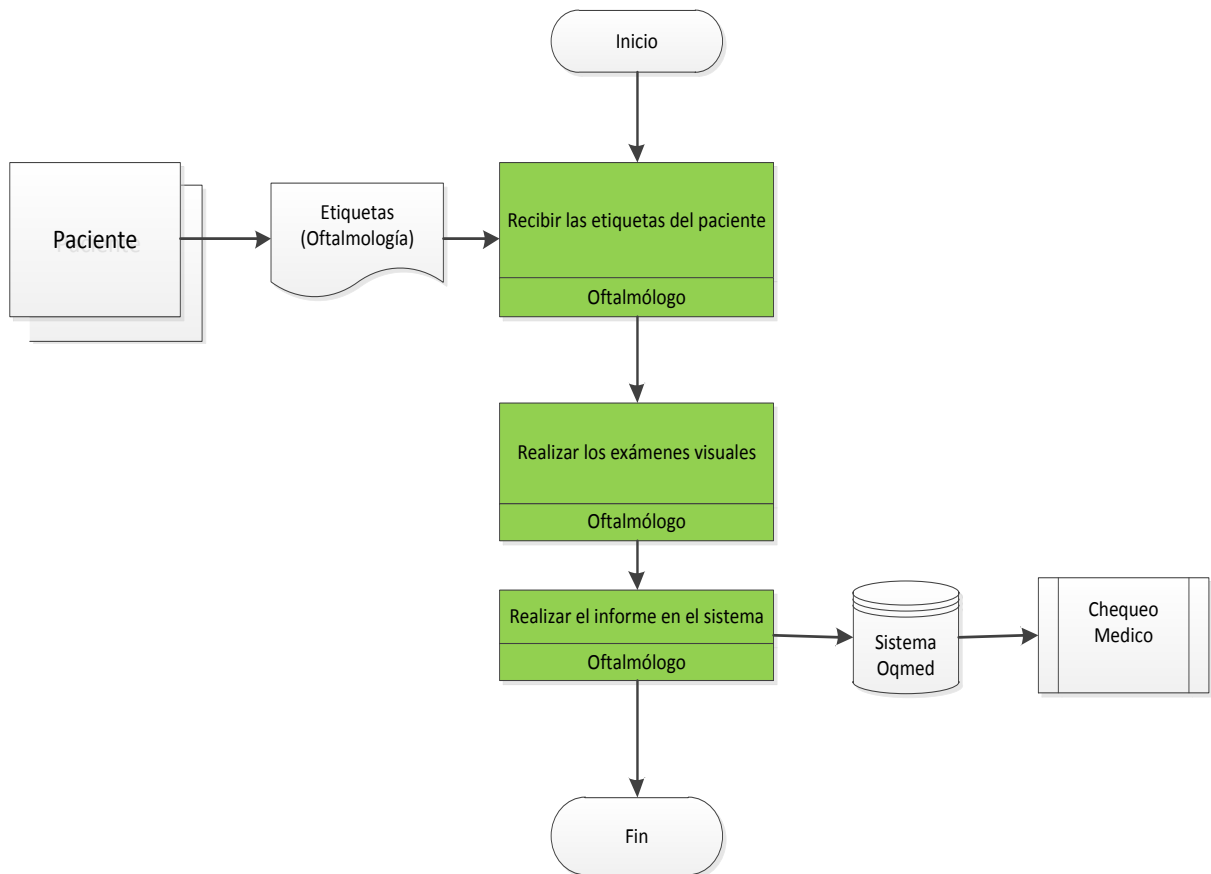 Inicio
Paciente
Etiquetas
(Oftalmología)
Recibir las etiquetas del paciente
Oftalmólogo
Realizar los exámenes visuales
Oftalmólogo
Realizar el informe en el sistema
Oftalmólogo
Sistema
Oqmed
Chequeo
Medico
Fin